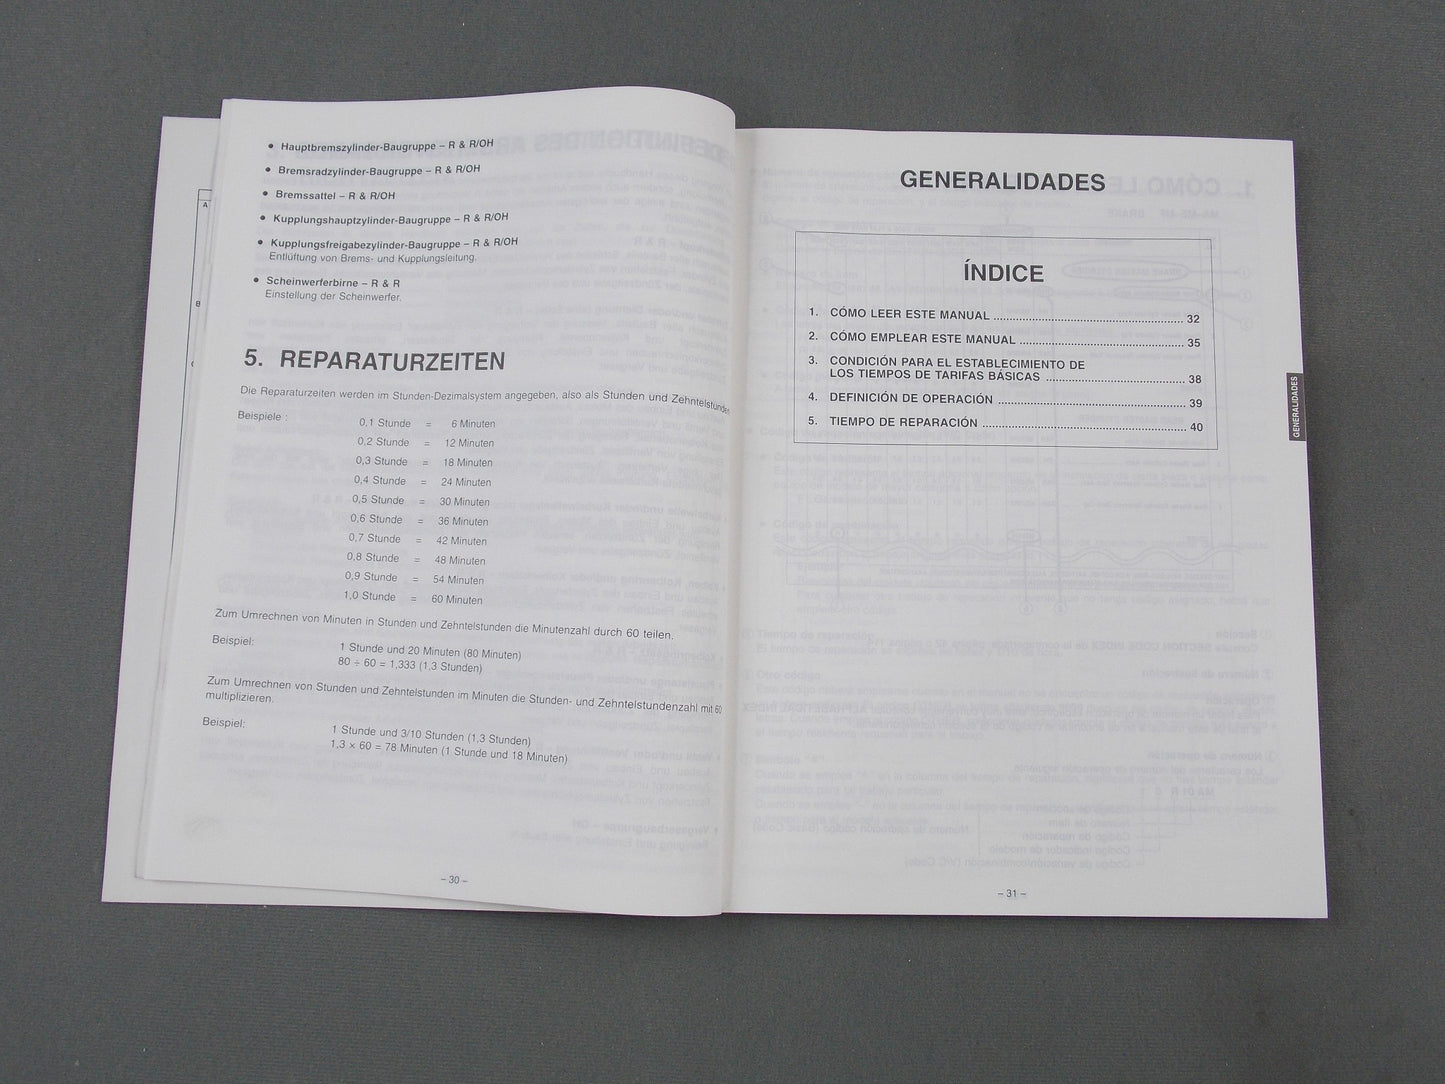 A
B
● Hauptbremszylinder-Baugruppe – R & R/OH
● Bremsradzylinder-Baugruppe – R & R/OH
● Bremssattel – R & R/OH
● Kupplungshauptzylinder-Baugruppe – R & R/OH
● Kupplungsfreigabezylinder-Baugruppe – R & R/OH
Entlüftung von Brems- und Kupplungsleitung.
● Scheinwerferbirne – R & R
Einstellung der Scheinwerfer.
5. REPARATURZEITEN
Die Reparaturzeiten werden im Stunden-Dezimalsystem angegeben, also als Stunden und Zehntelstunden
Beispiele :
0,1 Stunde = 6 Minuten
0,2 Stunde = 12 Minuten
0,3 Stunde = 18 Minuten
0,4 Stunde = 24 Minuten
0,5 Stunde = 30 Minuten
0,6 Stunde = 36 Minuten
0,7 Stunde = 42 Minuten
0,8 Stunde = 48 Minuten
0,9 Stunde = 54 Minuten
1,0 Stunde = 60 Minuten
Zum Umrechnen von Minuten in Stunden und Zehntelstunden die Minutenzahl durch 60 teilen.
Beispiel:
1 Stunde und 20 Minuten (80 Minuten)
80 ÷ 60 = 1,333 (1,3 Stunden)
Zum Umrechnen von Stunden und Zehntelstunden im Minuten die Stunden- und Zehntelstundenzahl mit 60
multiplizieren.
Beispiel:
1 Stunde und 3/10 Stunden (1,3 Stunden)
1,3 × 60 = 78 Minuten (1 Stunde und 18 Minuten)
– 30 –
GENERALIDADES
ÍNDICE
1. CÓMO LEER ESTE MANUAL ........ 32
2. CÓMO EMPLEAR ESTE MANUAL ........ 35
3. CONDICIÓN PARA EL ESTABLECIMIENTO DE
LOS TIEMPOS DE TARIFAS BÁSICAS ........ 38
4. DEFINICIÓN DE OPERACIÓN ........ 39
5. TIEMPO DE REPARACIÓN ........ 40
GENERALIDADES
– 31 –